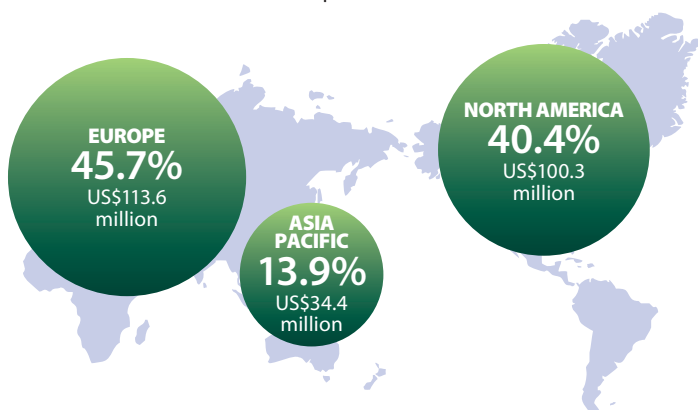 EUROPE
45.7%
US$113.6
million
ASIA
PACIFIC
13.9%
US$34.4
million
NORTH AMERICA
40.4%
US$100.3
million